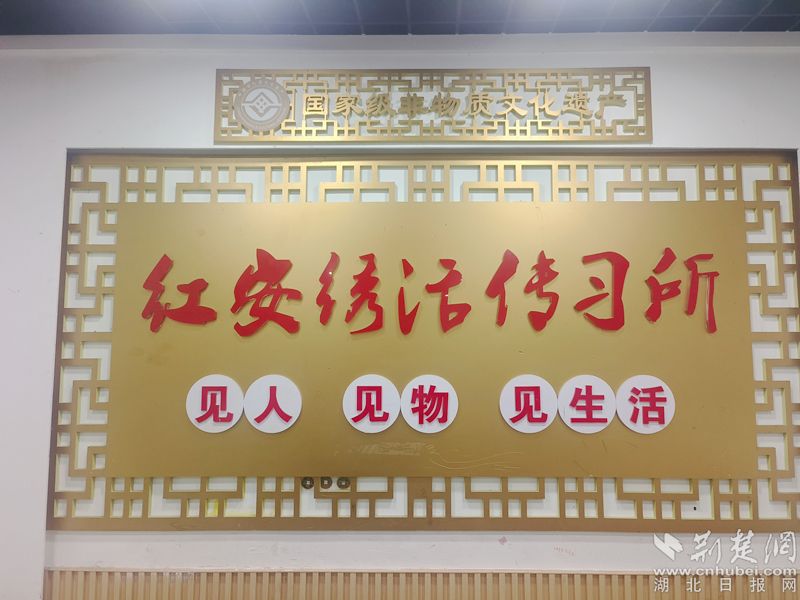 国家级非物质文化遗产
红安绣活传习所
见人 见物 见生活
荆楚网
www.cnhubei.com
湖北日报网